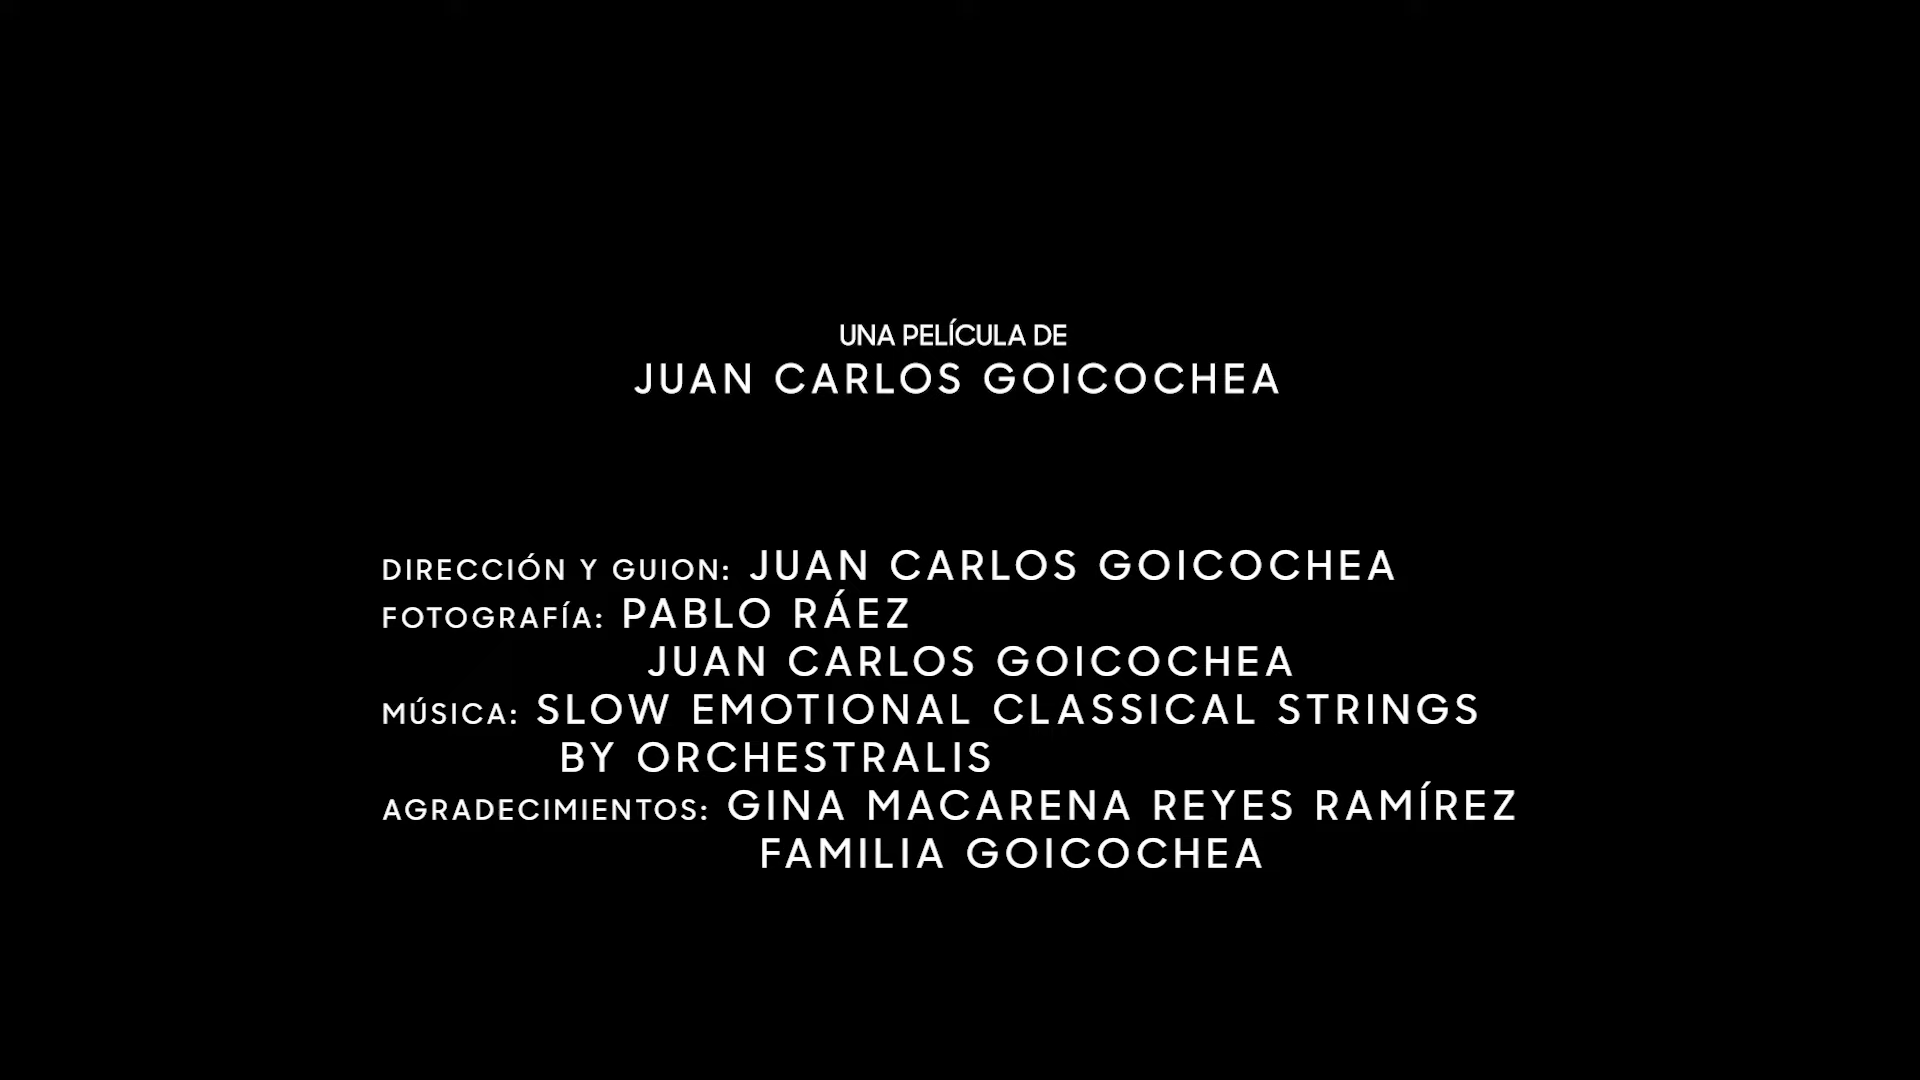 UNA PELÍCULA DE
JUAN CARLOS GOICOCHEA
DIRECCIÓN Y GUION: JUAN CARLOS GOICOCHEA
FOTOGRAFÍA: PABLO RÁEZ
JUAN CARLOS GOICOCHEA
MÚSICA: SLOW EMOTIONAL CLASSICAL STRINGS
BY ORCHESTRALIS
AGRADECIMIENTOS: GINA MACARENA REYES RAMÍREZ
FAMILIA GOICOCHEA